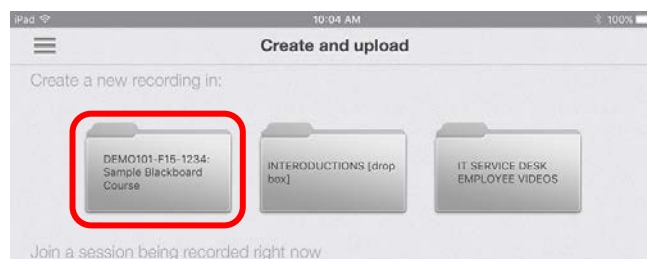 iPad 10:04 AM 100%
Create and upload
Create a new recording in:
DEMO101-F15-1234:
Sample Blackboard
Course
INTERODUCTIONS [drop
box]
IT SERVICE DESK
EMPLOYEE VIDEOS
Join a session being recorded right now